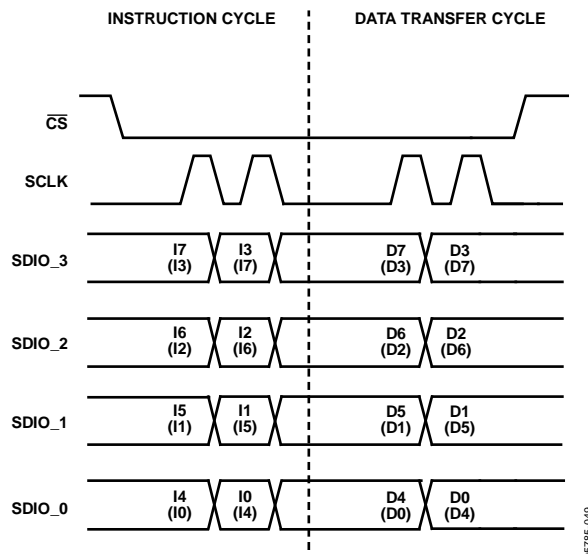 INSTRUCTION CYCLE DATA TRANSFER CYCLE
CS
SCLK
SDIO_3 I7 I3 D7 D3
(I3) (I7) (D3) (D7)
SDIO_2 I6 I2 D6 D2
(I2) (I6) (D2) (D6)
SDIO_1 I5 I1 D5 D1
(I1) (I5) (D1) (D5)
SDIO_0 I4 I0 D4 D0
(I0) (I4) (D0) (D4)